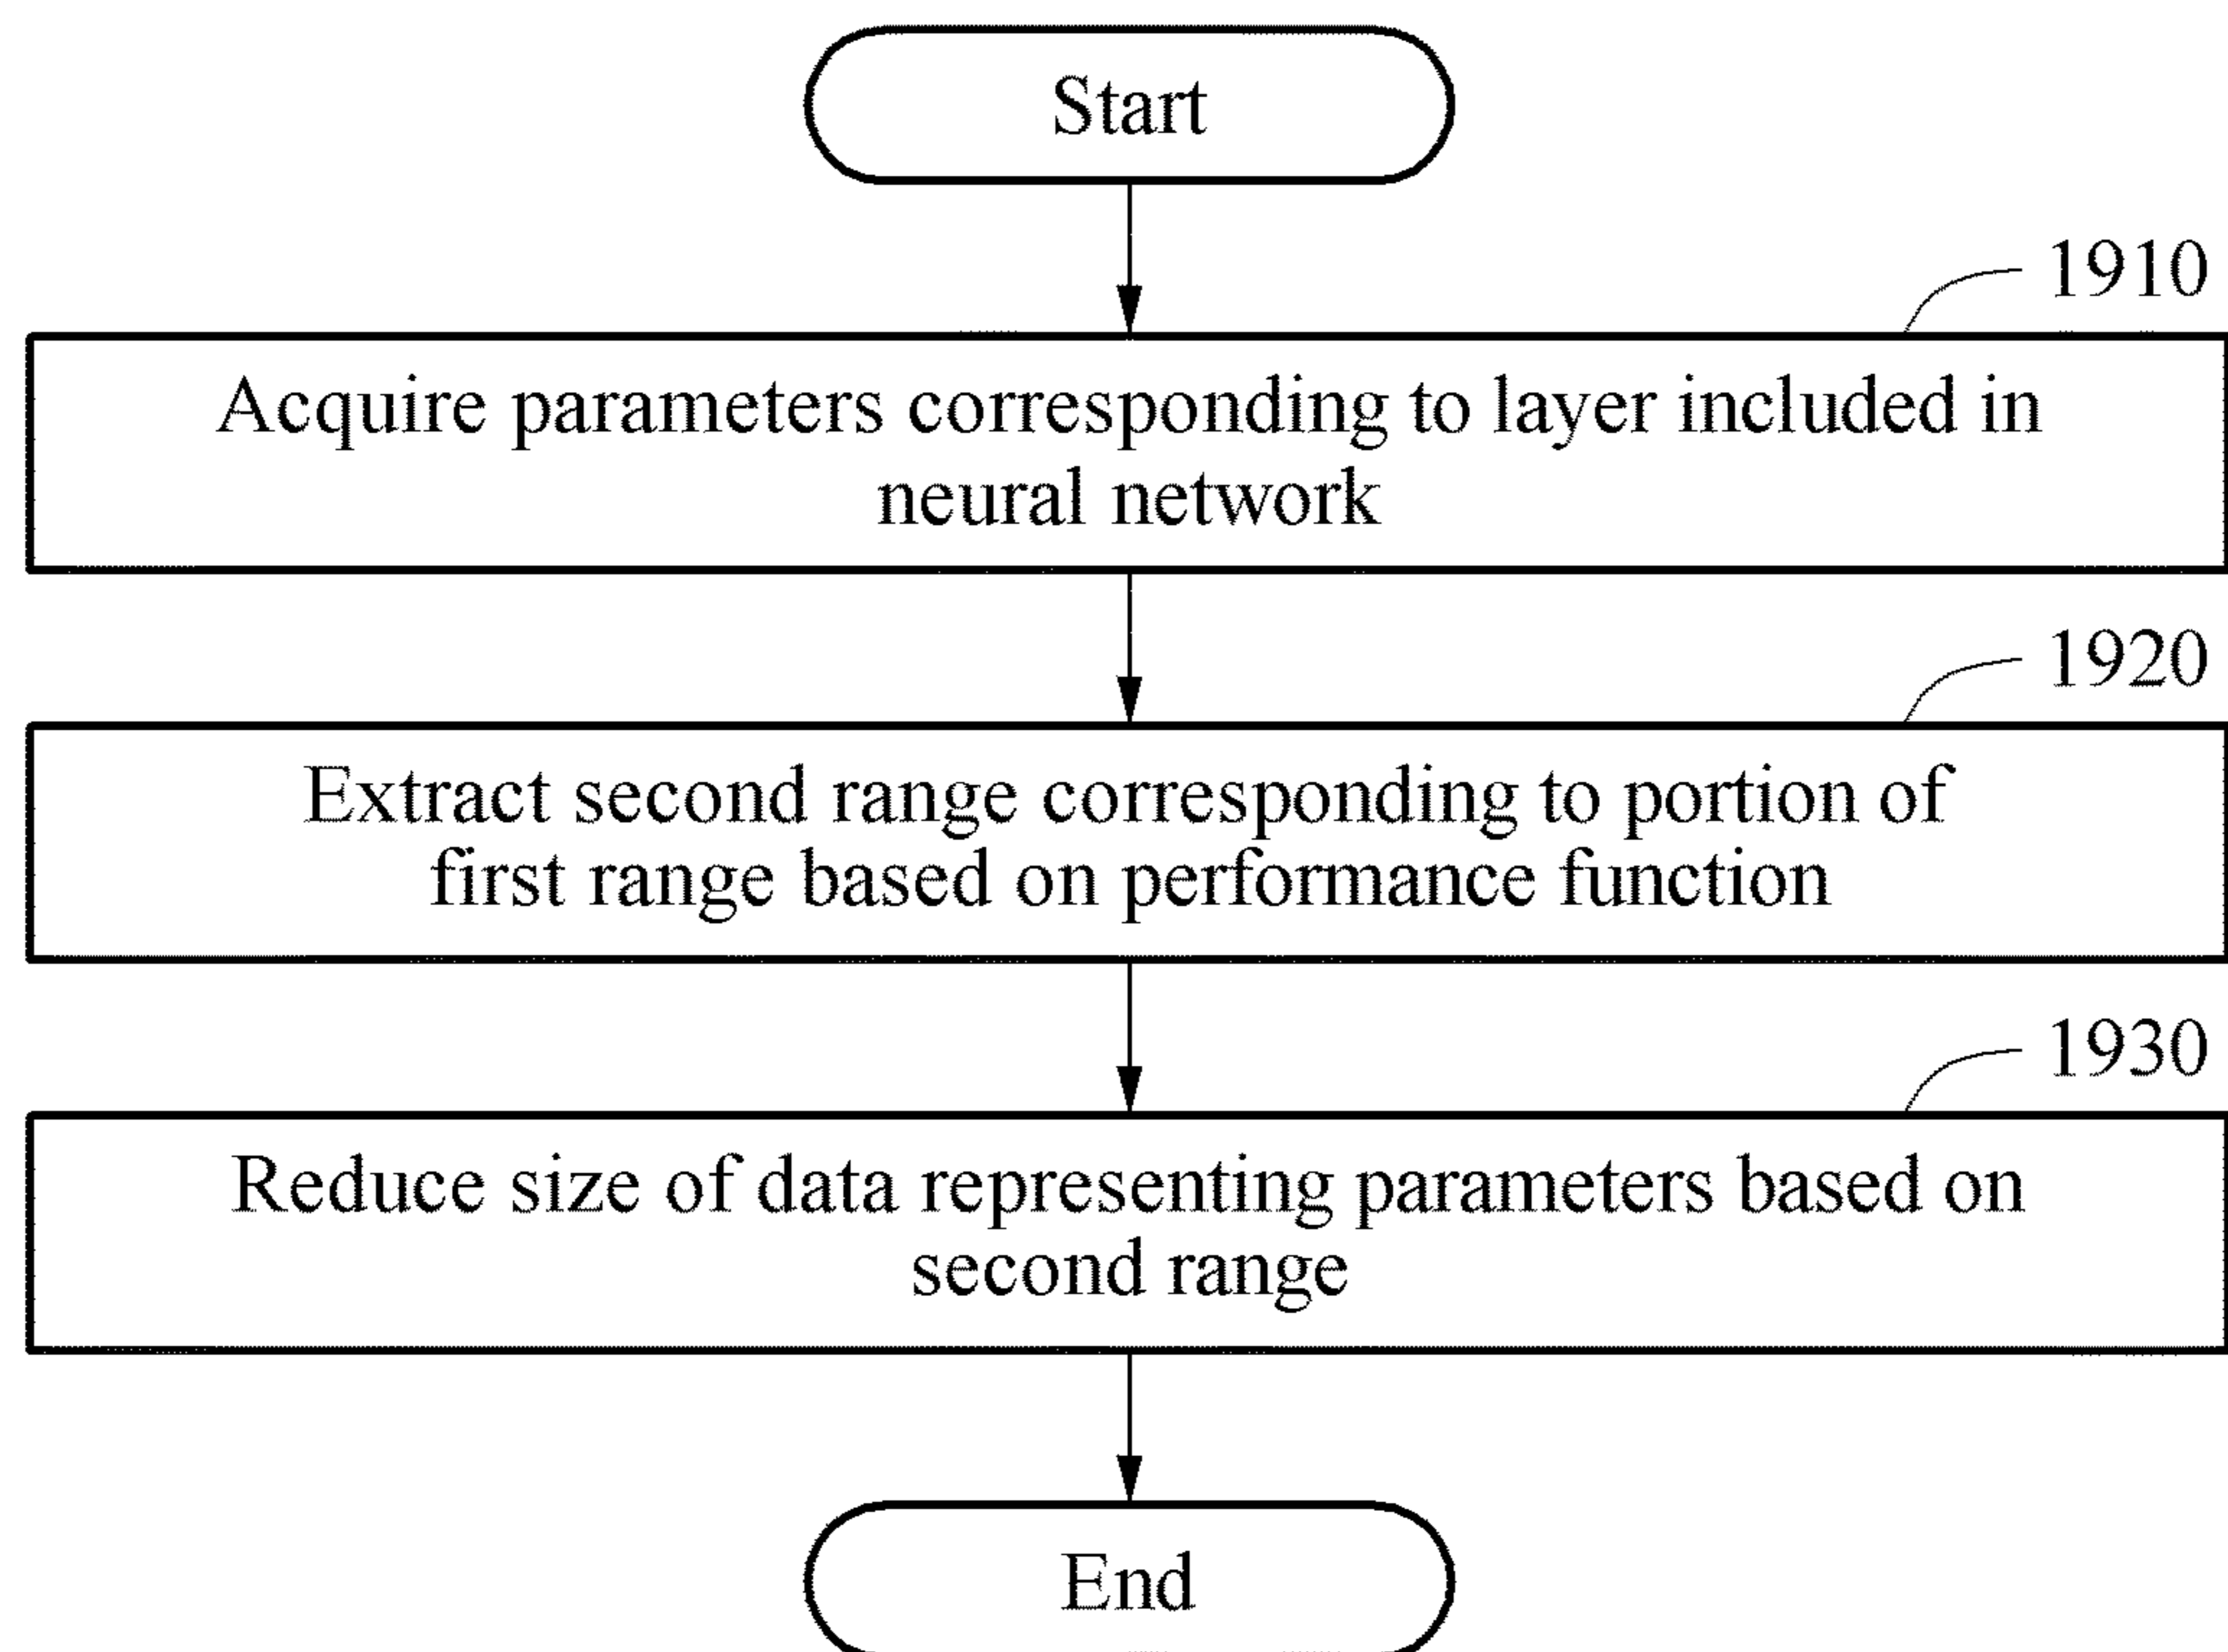 Start
1910
Acquire parameters corresponding to layer included in
neural network
1920
Extract second range corresponding to portion of
first range based on performance function
1930
Reduce size of data representing parameters based on
second range
End